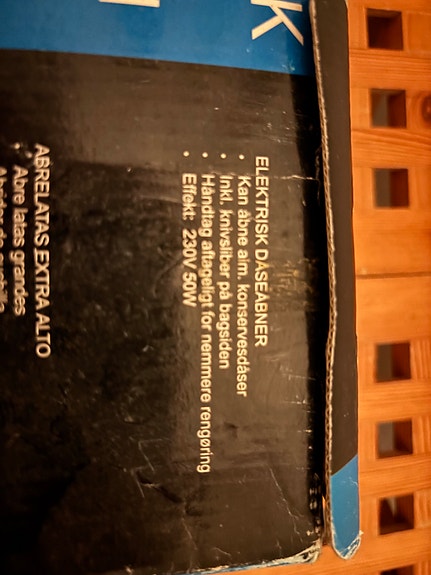 K
ELEKTRISK DÅSEÅBNER
• Kan åbne alm. konservesdåser
• Inkl. knivsliber på bagsiden
• Håndtag aftageligt for nemmere rengøring
• Effekt: 230V 50W
ABRELATAS EXTRA ALTO
Abre latas grandes